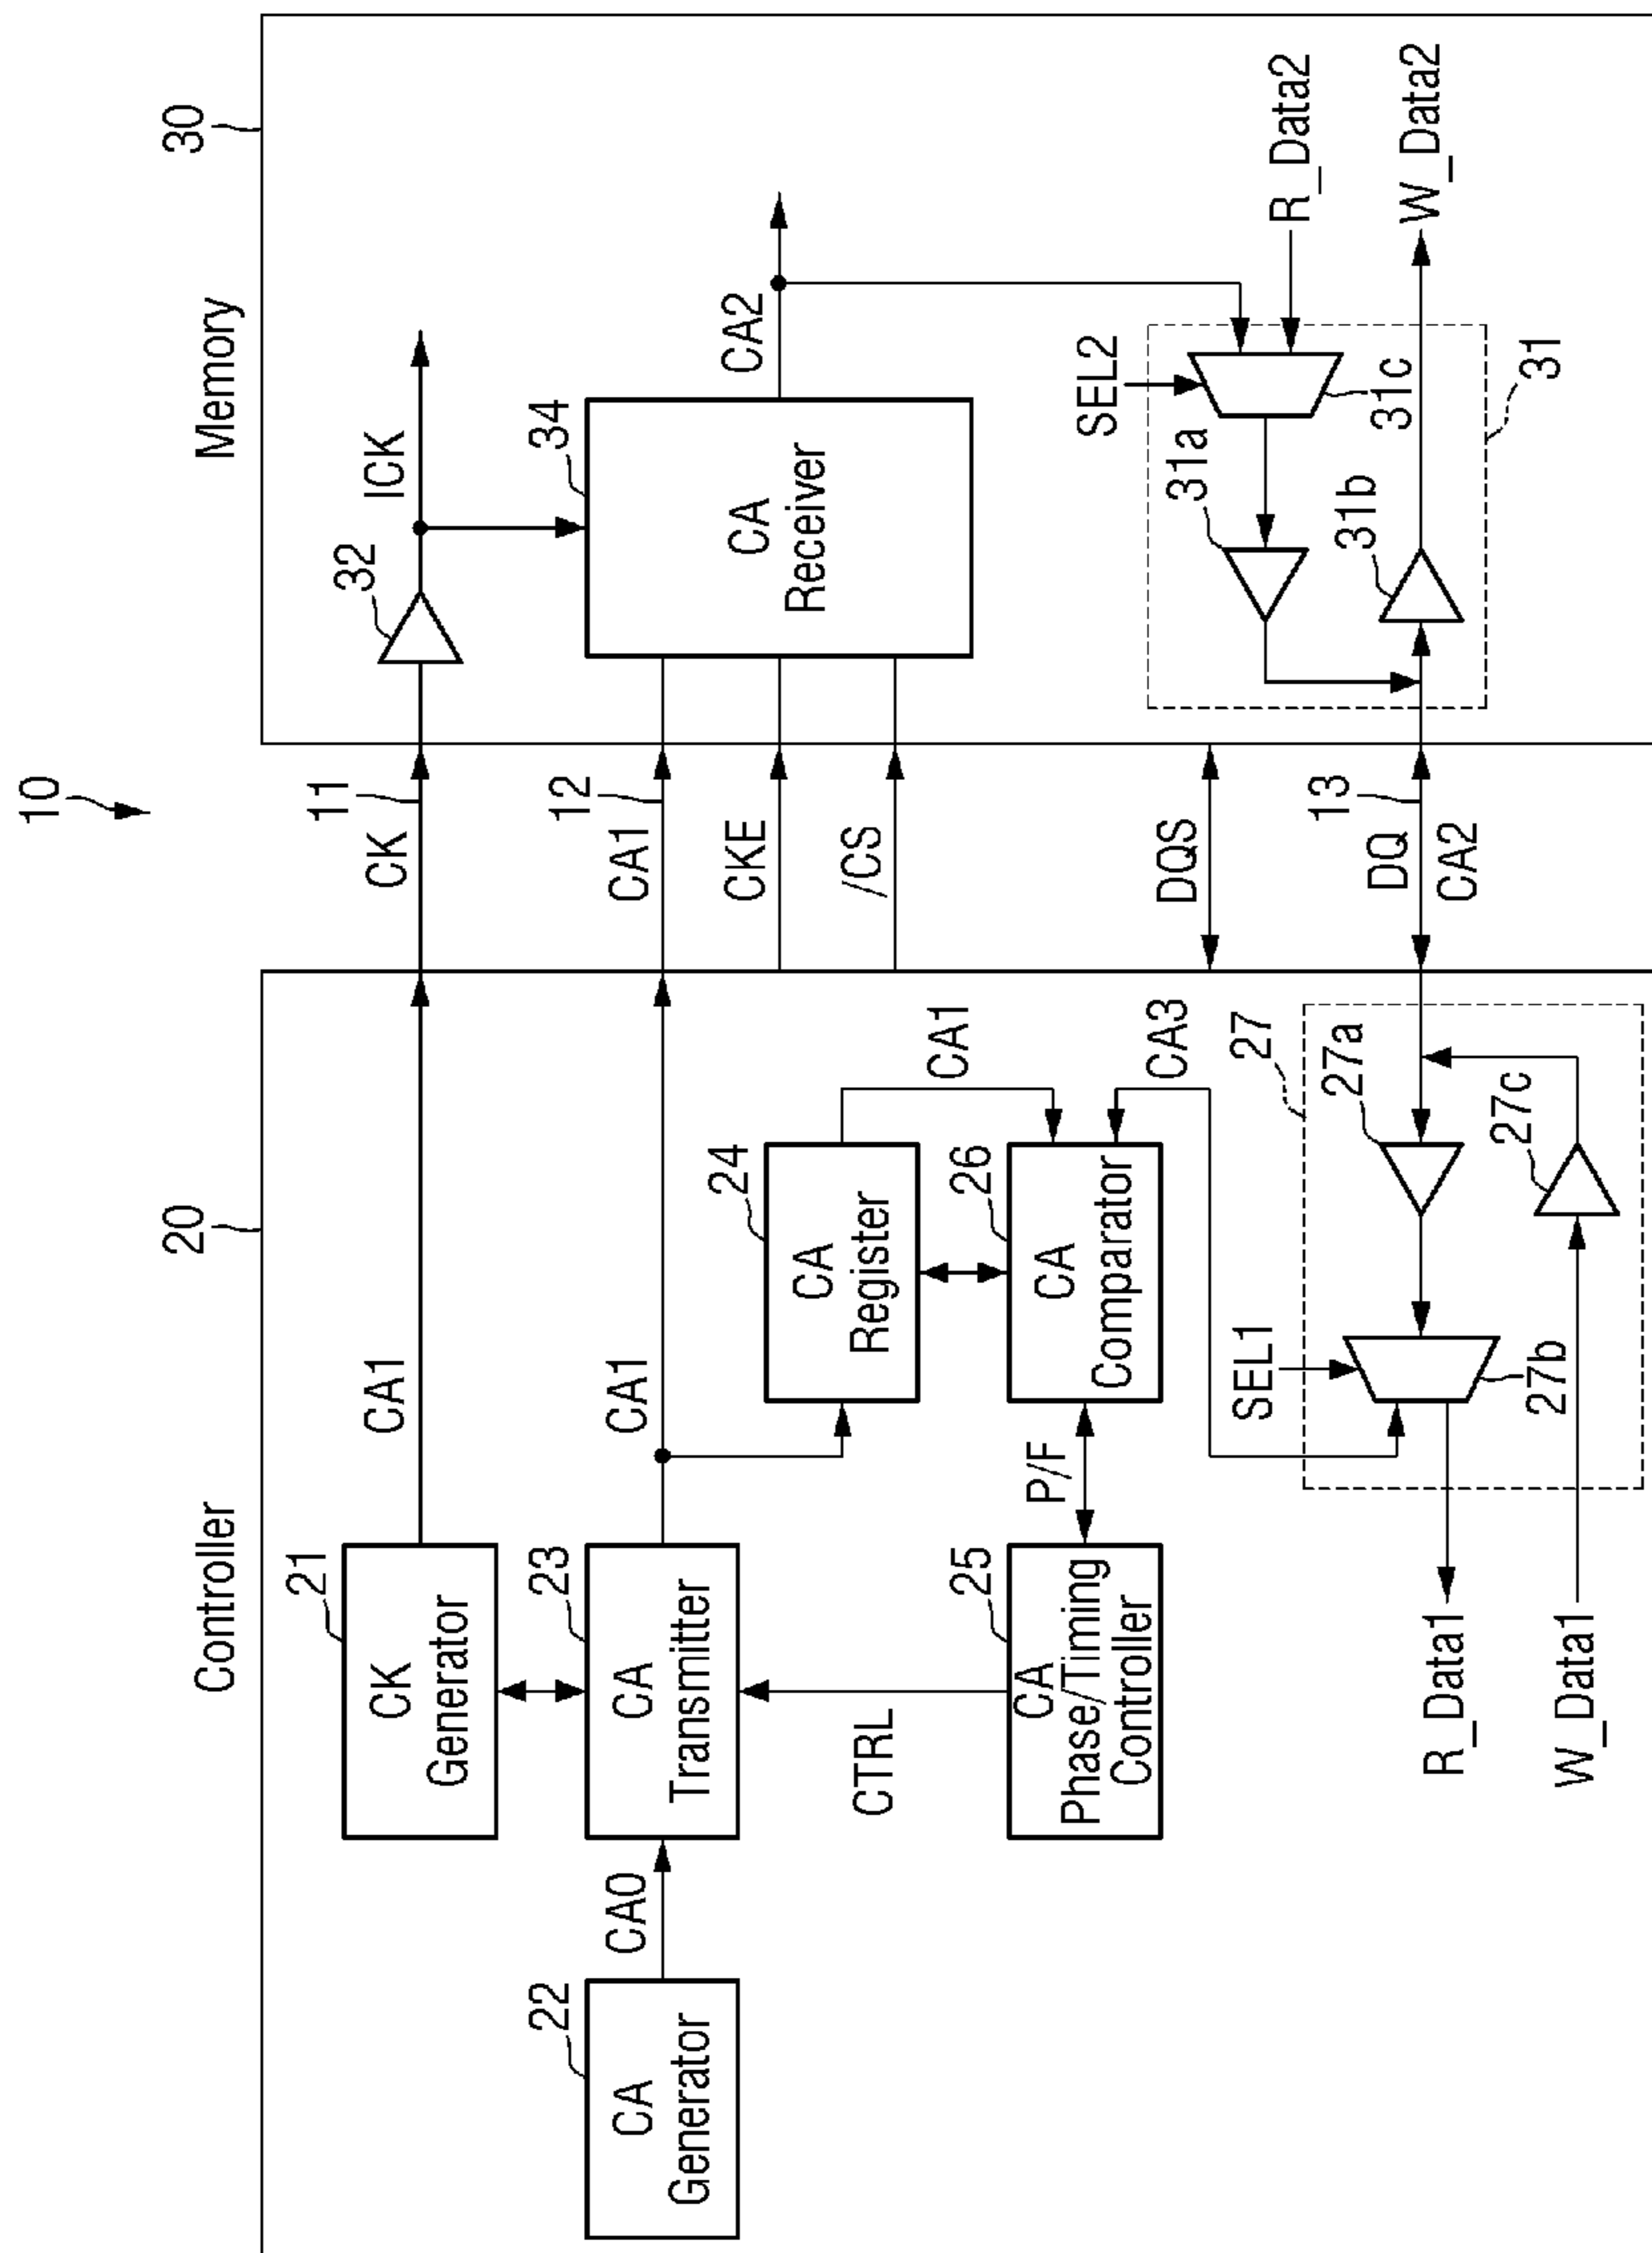 10
Controller
20
Memory
30
CK
Generator
21
CA1
11
CK
32
ICK
CA
Generator
22
CA0
CA
Transmitter
23
CA1
12
CA1
CKE
/CS
CA
Receiver
34
CA2
CTRL
CA
Register
24
CA1
CA
Phase/Timing
Controller
25
P/F
CA
Comparator
26
CA3
DQS
SEL1
27
27a
27b
27c
R_Data1
W_Data1
13
DQ
CA2
SEL2
31a
31b
31c
31
R_Data2
W_Data2